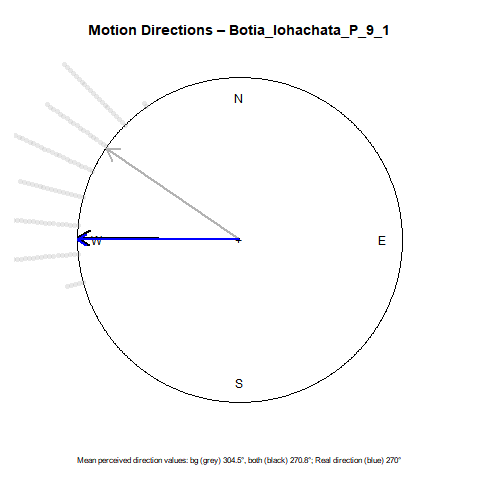 Motion Directions – Botia_lohachata_P_9_1
N
W
E
S
Mean perceived direction values: bg (grey) 304.5°, both (black) 270.8°; Real direction (blue) 270°